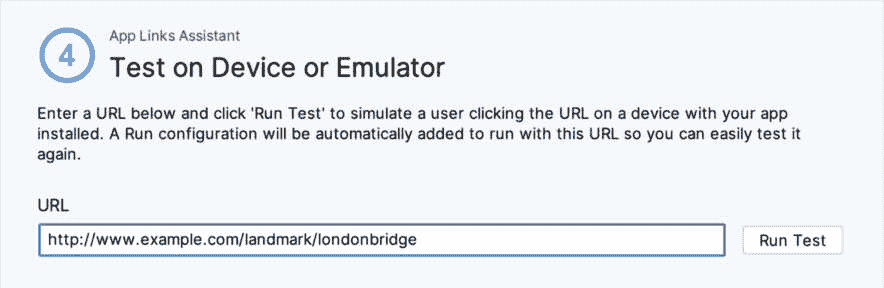 4
App Links Assistant
Test on Device or Emulator
Enter a URL below and click 'Run Test' to simulate a user clicking the URL on a device with your app
installed. A Run configuration will be automatically added to run with this URL so you can easily test it
again.
URL
http://www.example.com/landmark/londonbridge
Run Test